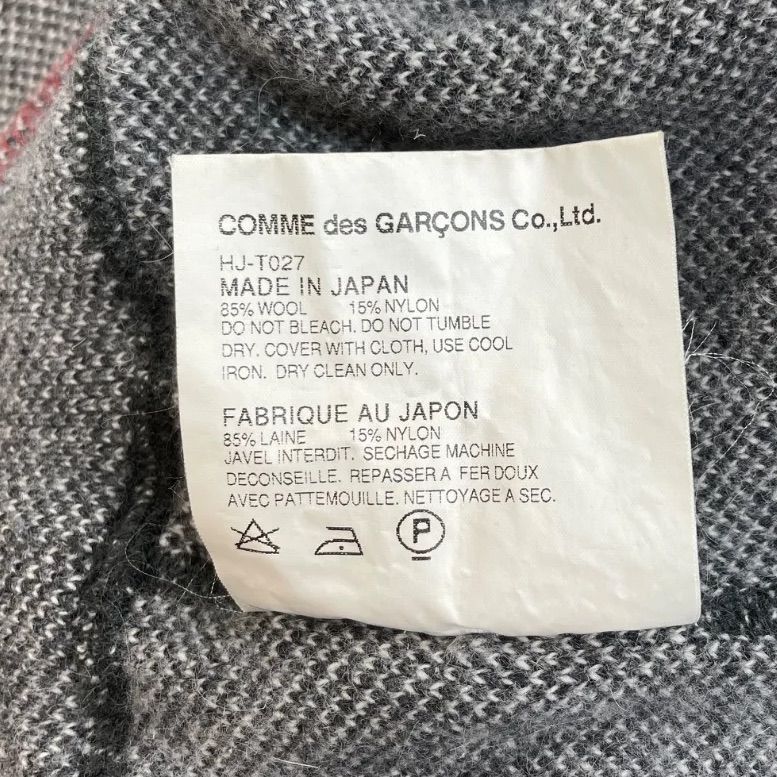 COMME des GARÇONS Co.,Ltd.
HJ-T027
MADE IN JAPAN
85% WOOL 15% NYLON
DO NOT BLEACH. DO NOT TUMBLE
DRY. COVER WITH CLOTH, USE COOL
IRON. DRY CLEAN ONLY.
FABRIQUE AU JAPON
85% LAINE 15% NYLON
JAVEL INTERDIT. SECHAGE MACHINE
DECONSEILLE. REPASSER A FER DOUX
AVEC PATTEMOUILLE. NETTOYAGE A SEC.
P